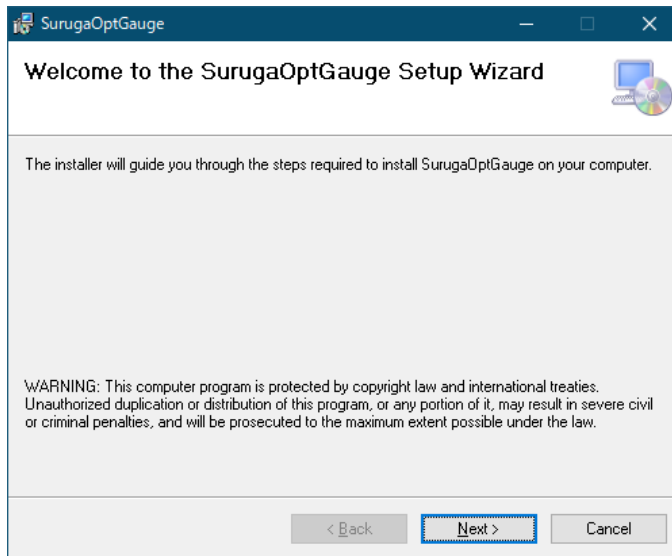 SurugaOptGauge
Welcome to the SurugaOptGauge Setup Wizard
The installer will guide you through the steps required to install SurugaOptGauge on your computer.
WARNING: This computer program is protected by copyright law and international treaties.
Unauthorized duplication or distribution of this program, or any portion of it, may result in severe civil
or criminal penalties, and will be prosecuted to the maximum extent possible under the law.
< Back
Next >
Cancel